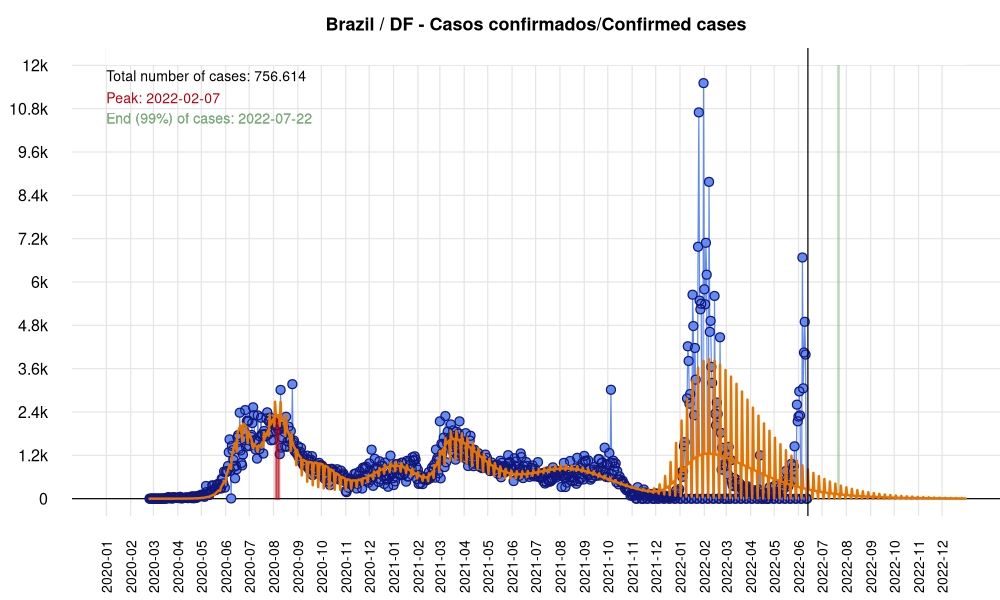 Brazil / DF - Casos confirmados/Confirmed cases
Total number of cases: 756.614
Peak: 2022-02-07
End (99%) of cases: 2022-07-22
12k
10.8k
9.6k
8.4k
7.2k
6k
4.8k
3.6k
2.4k
1.2k
0
2020-01
2020-02
2020-03
2020-04
2020-05
2020-06
2020-07
2020-08
2020-09
2020-10
2020-11
2020-12
2021-01
2021-02
2021-03
2021-04
2021-05
2021-06
2021-07
2021-08
2021-09
2021-10
2021-11
2021-12
2022-01
2022-02
2022-03
2022-04
2022-05
2022-06
2022-07
2022-08
2022-09
2022-10
2022-11
2022-12